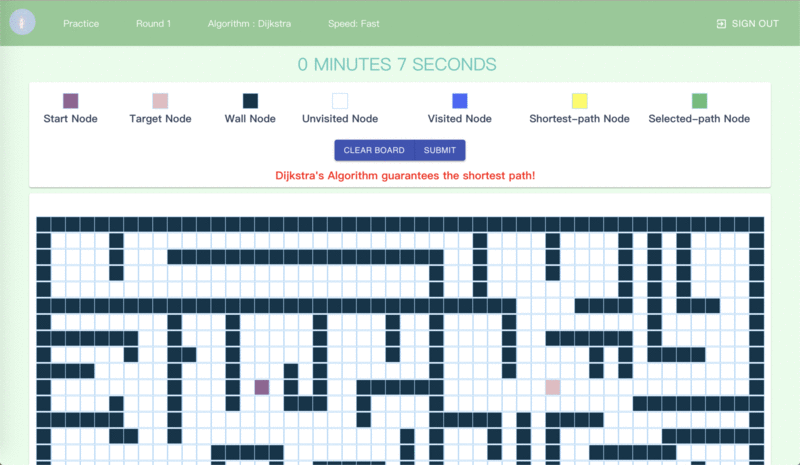 Practice Round 1 Algorithm : Dijkstra Speed: Fast SIGN OUT
0 MINUTES 7 SECONDS
Start Node Target Node Wall Node Unvisited Node Visited Node Shortest-path Node Selected-path Node
CLEAR BOARD SUBMIT
Dijkstra's Algorithm guarantees the shortest path!